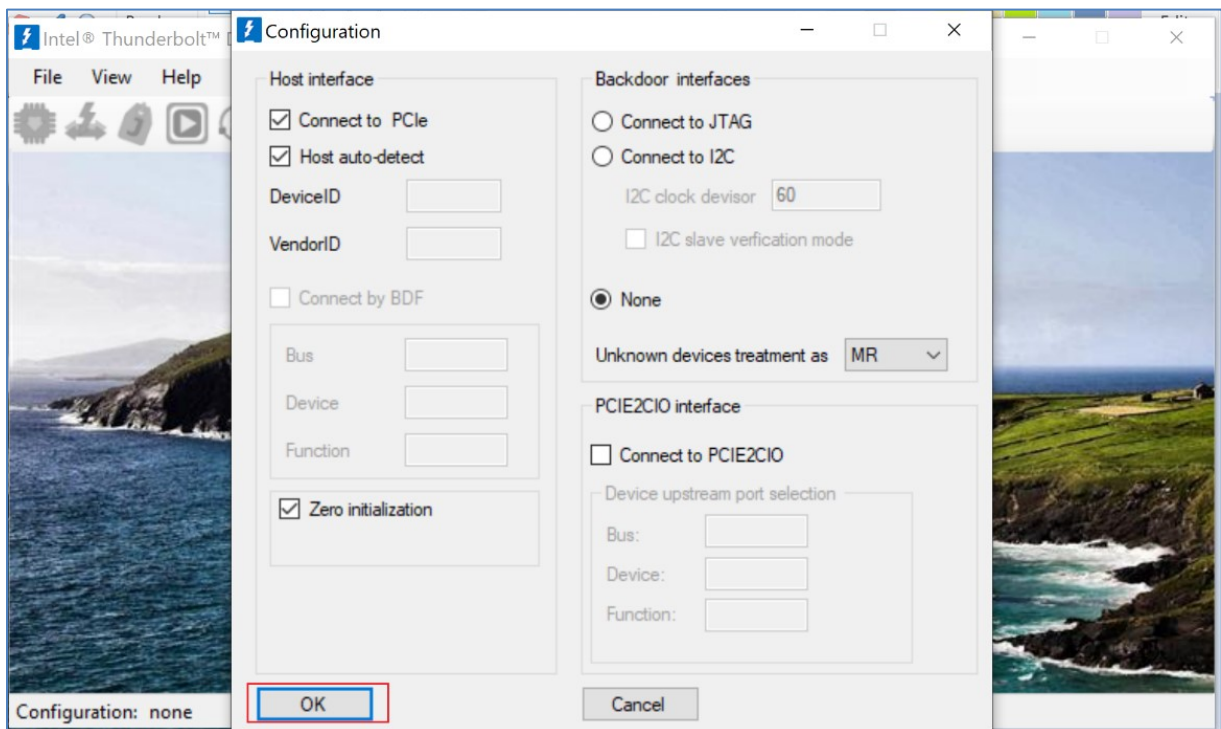 Intel® Thunderbolt™
Configuration
File View Help
Host interface
Connect to PCIe
Host auto-detect
DeviceID
VendorID
Connect by BDF
Bus
Device
Function
Zero initialization
OK
Backdoor interfaces
Connect to JTAG
Connect to I2C
I2C clock devisor 60
I2C slave verfication mode
None
Unknown devices treatment as MR
PCIE2CIO interface
Connect to PCIE2CIO
Device upstream port selection
Bus:
Device:
Function:
Cancel
Configuration: none